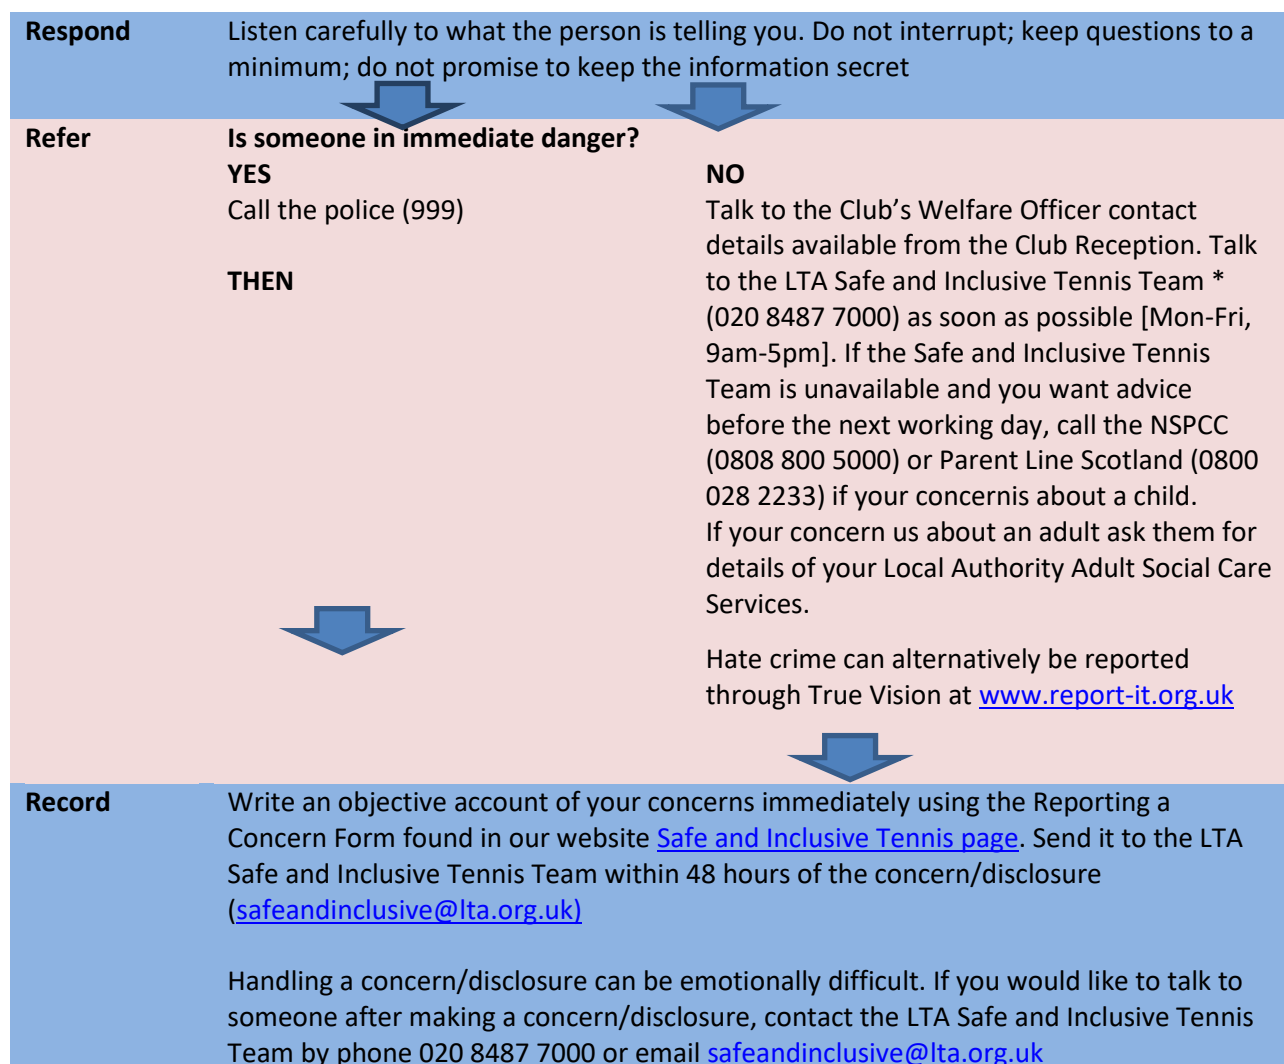 Respond
Listen carefully to what the person is telling you. Do not interrupt; keep questions to a
minimum; do not promise to keep the information secret
Refer
Is someone in immediate danger?
YES
Call the police (999)
THEN
NO
Talk to the Club’s Welfare Officer contact
details available from the Club Reception. Talk
to the LTA Safe and Inclusive Tennis Team *
(020 8487 7000) as soon as possible [Mon-Fri,
9am-5pm]. If the Safe and Inclusive Tennis
Team is unavailable and you want advice
before the next working day, call the NSPCC
(0808 800 5000) or Parent Line Scotland (0800
028 2233) if your concernis about a child.
If your concern us about an adult ask them for
details of your Local Authority Adult Social Care
Services.
Hate crime can alternatively be reported
through True Vision at www.report-it.org.uk
Record
Write an objective account of your concerns immediately using the Reporting a
Concern Form found in our website Safe and Inclusive Tennis page. Send it to the LTA
Safe and Inclusive Tennis Team within 48 hours of the concern/disclosure
(safeandinclusive@lta.org.uk)
Handling a concern/disclosure can be emotionally difficult. If you would like to talk to
someone after making a concern/disclosure, contact the LTA Safe and Inclusive Tennis
Team by phone 020 8487 7000 or email safeandinclusive@lta.org.uk